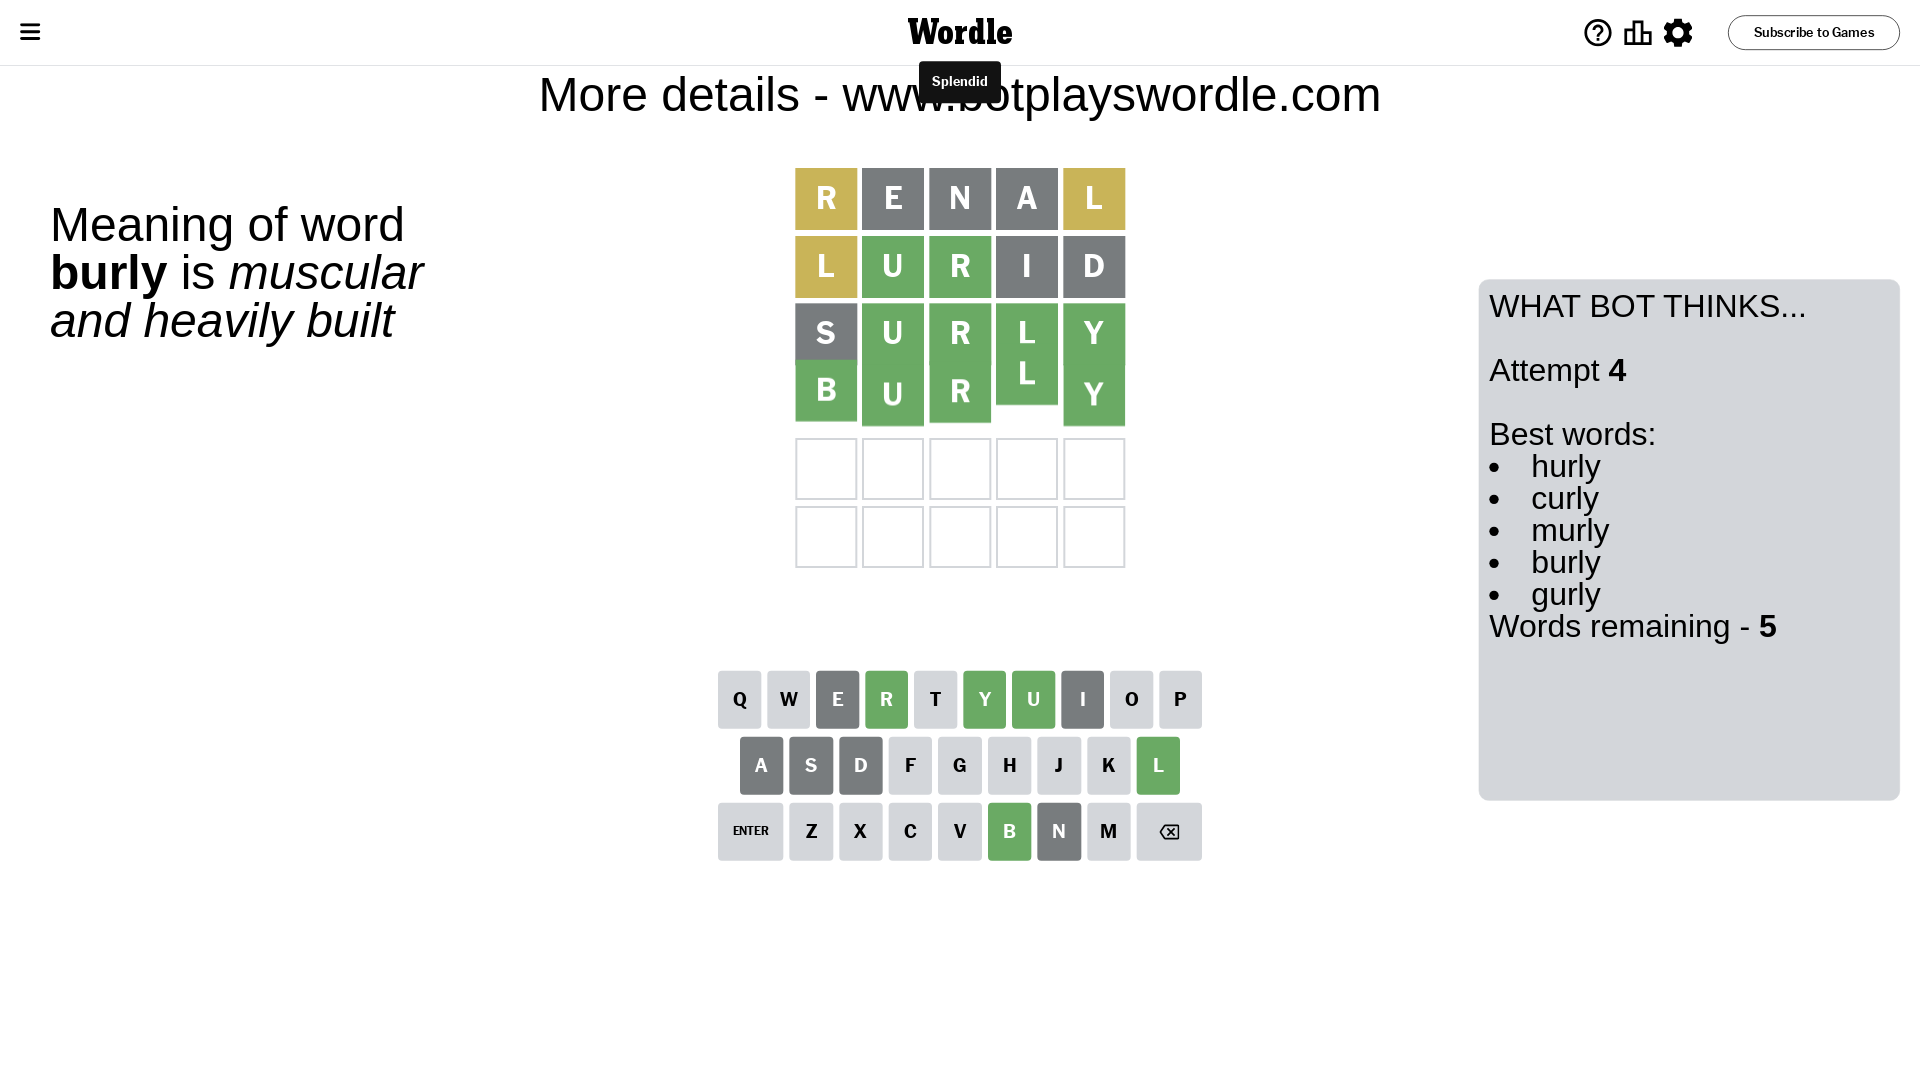 Wordle
Subscribe to Games
Splendid
More details - www.botplayswordle.com
Meaning of word
burly is muscular
and heavily built
R E N A L
L U R I D
S U R L Y
B U R L Y
WHAT BOT THINKS...
Attempt 4
Best words:
• hurly
• curly
• murly
• burly
• gurly
Words remaining - 5
Q W E R T Y U I O P
A S D F G H J K L
ENTER Z X C V B N M